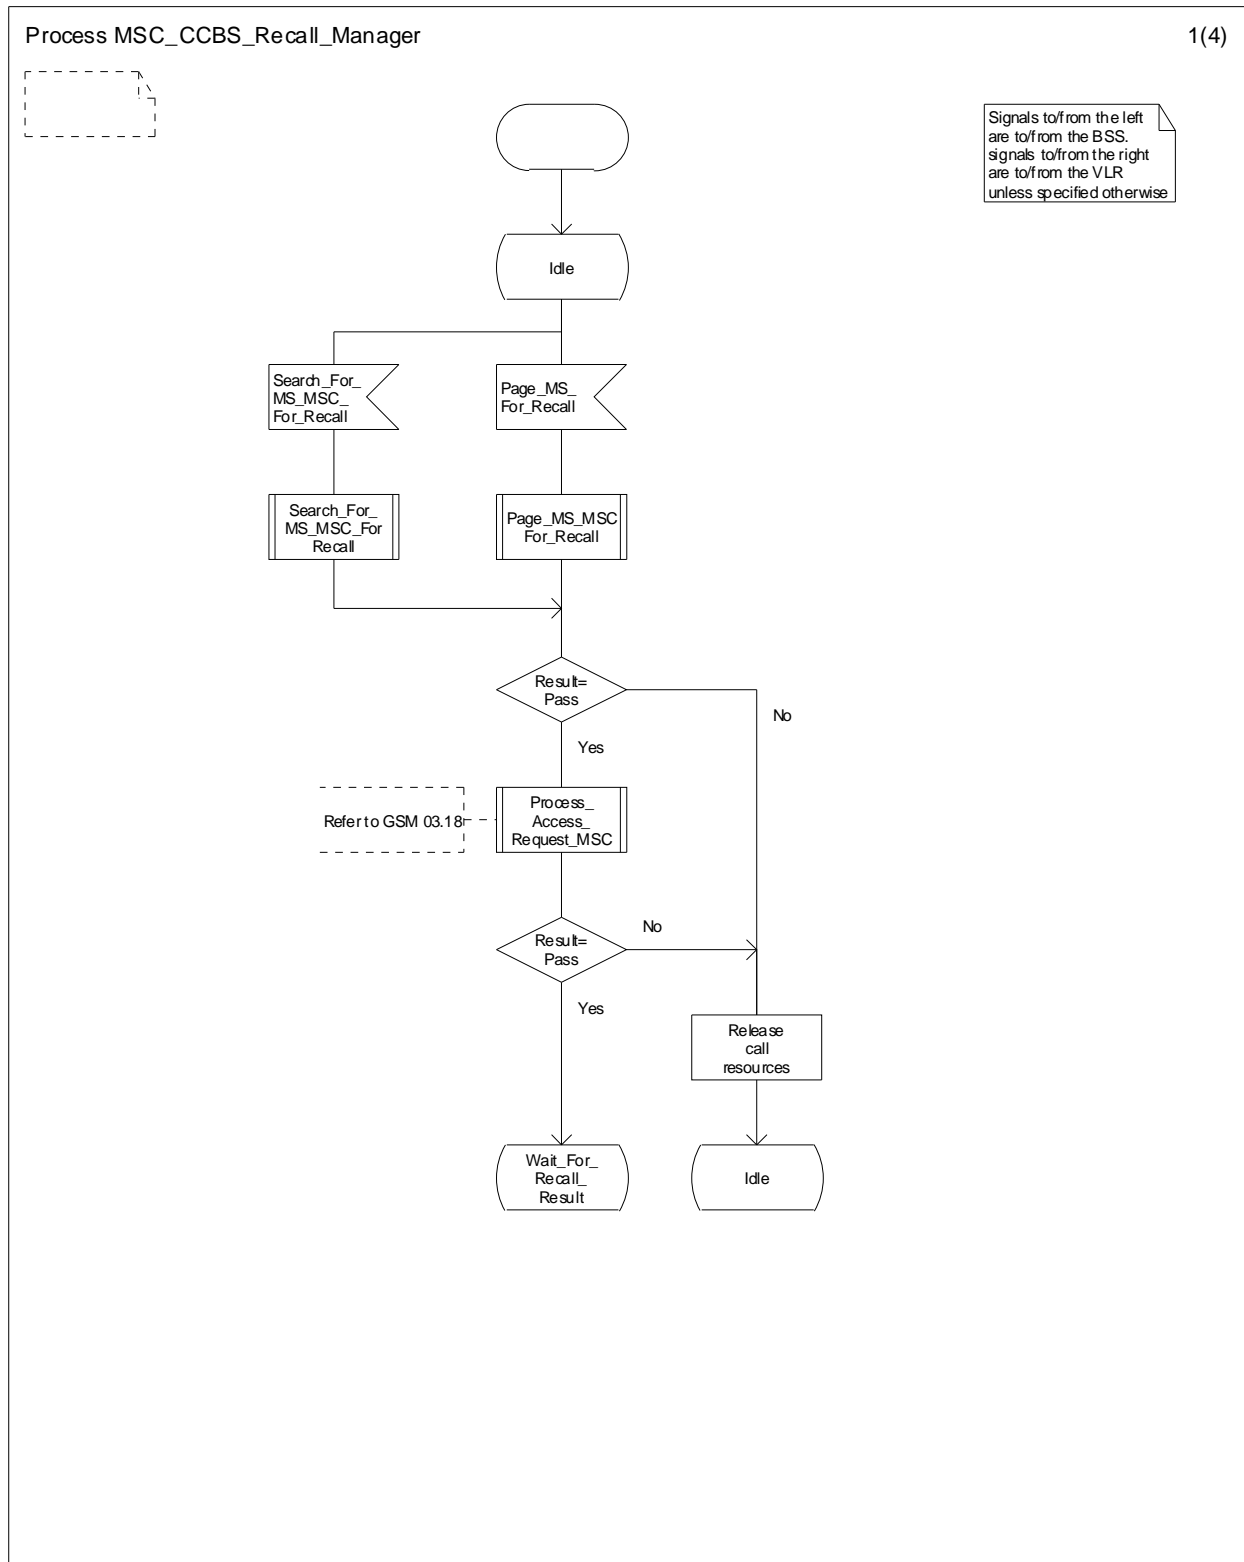 Process MSC_CCBS_Recall_Manager
1(4)
Signals to/from the left
are to/from the BSS.
signals to/from the right
are to/from the VLR
unless specified otherwise
Idle
Search_For_
MS_MSC_
For_Recall
Page_MS_
For_Recall
Search_For_
MS_MSC_For
Recall
Page_MS_MSC
For_Recall
Result=
Pass
No
Yes
Refer to GSM 03.18
Process_
Access_
Request_MSC
Result=
Pass
No
Yes
Release
call
resources
Wait_For_
Recall_
Result
Idle